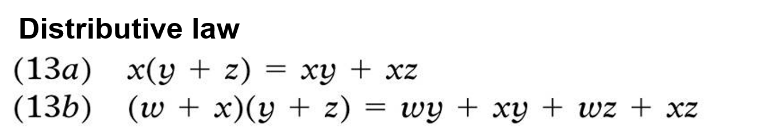 Distributive law
(13a) x(y + z) = xy + xz
(13b) (w + x)(y + z) = wy + xy + wz + xz